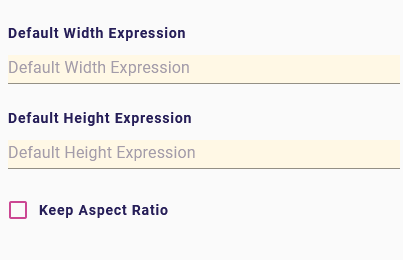 Default Width Expression
Default Width Expression
Default Height Expression
Default Height Expression
Keep Aspect Ratio